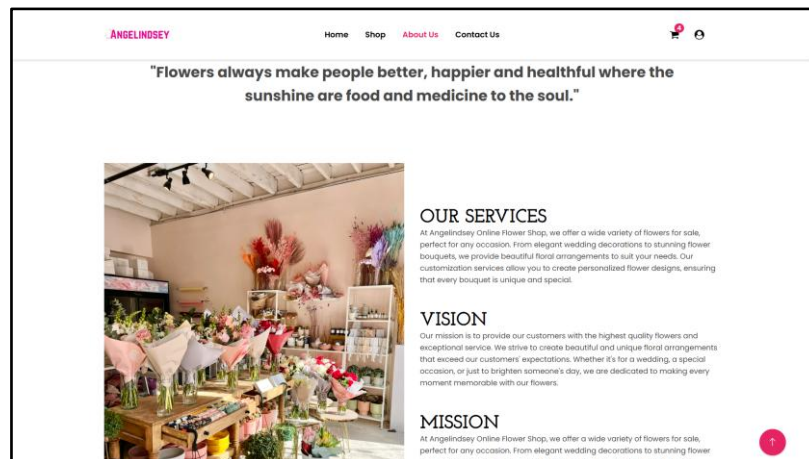 ANGELINDSEY
Home Shop About Us Contact Us
4
"Flowers always make people better, happier and healthful where the
sunshine are food and medicine to the soul."
OUR SERVICES
At Angelindsey Online Flower Shop, we offer a wide variety of flowers for sale,
perfect for any occasion. From elegant wedding decorations to stunning flower
bouquets, we provide beautiful floral arrangements to suit your needs. Our
customization services allow you to create personalized flower designs, ensuring
that every bouquet is unique and special.
VISION
Our mission is to provide our customers with the highest quality flowers and
exceptional service. We strive to create beautiful and unique floral arrangements
that exceed our customers' expectations. Whether it's for a wedding, a special
occasion, or just to brighten someone's day, we are dedicated to making every
moment memorable with our flowers.
MISSION
At Angelindsey Online Flower Shop, we offer a wide variety of flowers for sale,
perfect for any occasion. From elegant wedding decorations to stunning flower